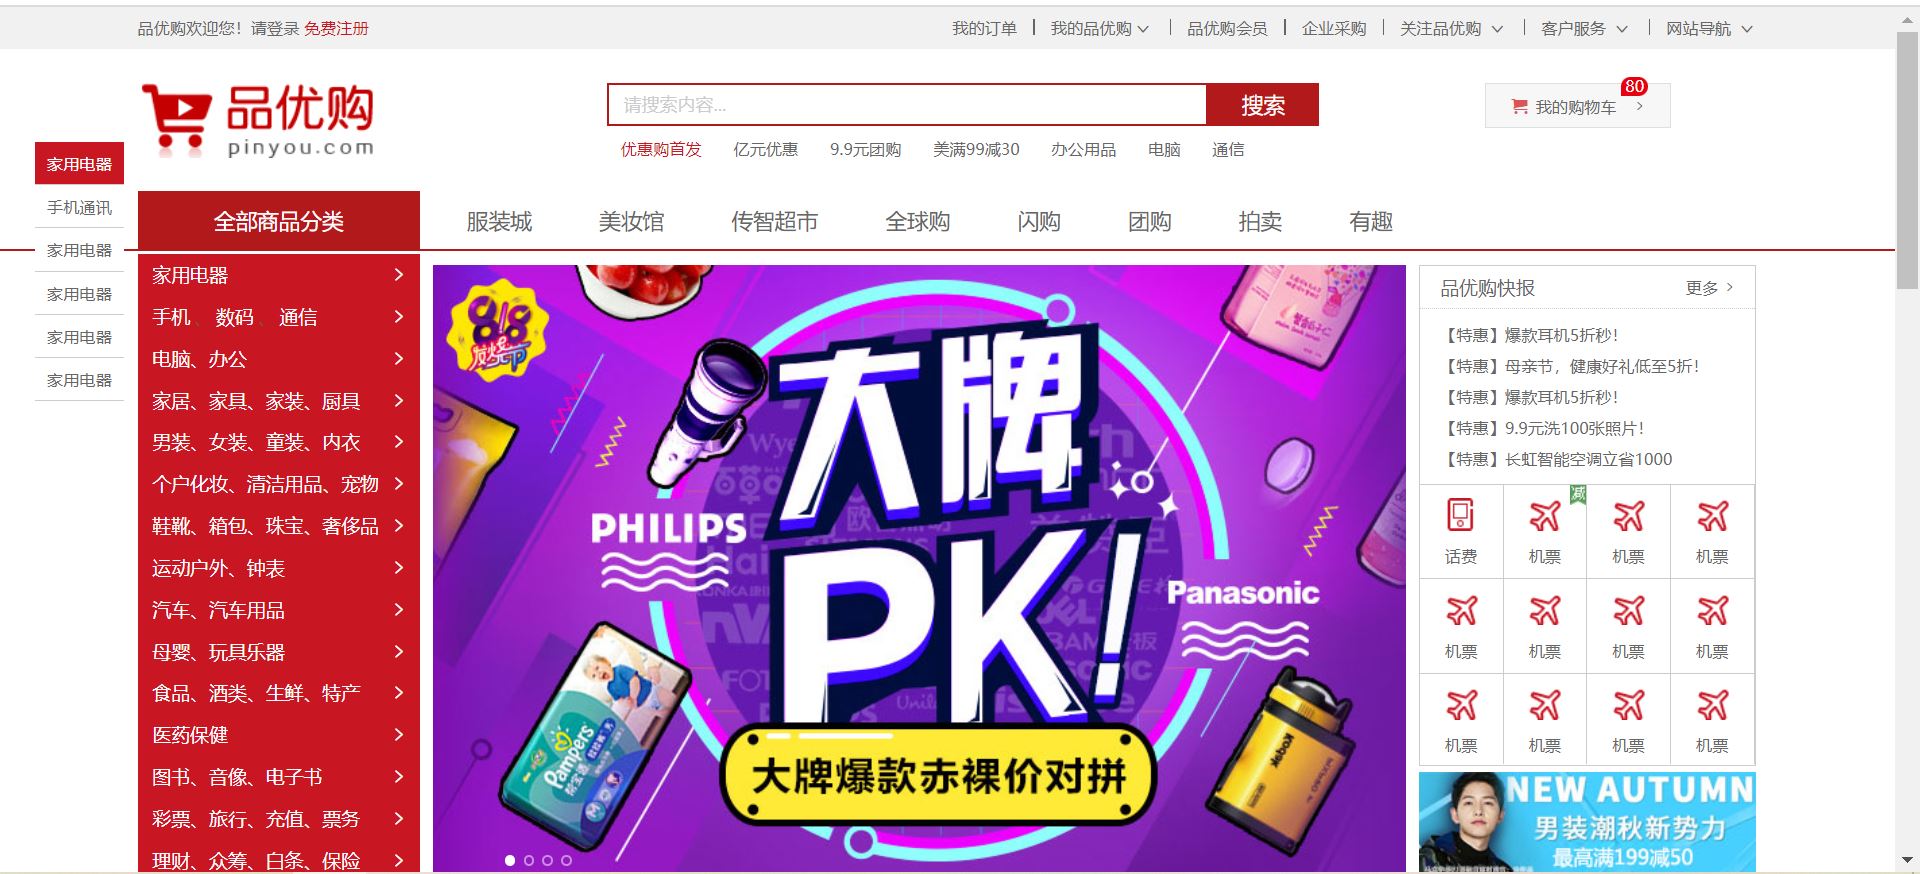 品优购欢迎您！请登录 免费注册
我的订单 我的品优购 品优购会员 企业采购 关注品优购 客户服务 网站导航
品优购
pinyou.com
请搜索内容...
搜索
我的购物车
80
优惠购首发 亿元优惠 9.9元团购 美满99减30 办公用品 电脑 通信
家用电器
手机通讯
家用电器
家用电器
家用电器
家用电器
全部商品分类
服装城 美妆馆 传智超市 全球购 闪购 团购 拍卖 有趣
家用电器
手机、数码、通信
电脑、办公
家居、家具、家装、厨具
男装、女装、童装、内衣
个户化妆、清洁用品、宠物
鞋靴、箱包、珠宝、奢侈品
运动户外、钟表
汽车、汽车用品
母婴、玩具乐器
食品、酒类、生鲜、特产
医药保健
图书、音像、电子书
彩票、旅行、充值、票务
理财、众筹、白条、保险
大牌
PK!
PHILIPS
Panasonic
Pampers
Kodak
大牌爆款赤裸价对拼
品优购快报
更多
【特惠】爆款耳机5折秒！
【特惠】母亲节，健康好礼低至5折！
【特惠】爆款耳机5折秒！
【特惠】9.9元洗100张照片！
【特惠】长虹智能空调立省1000
减
话费 机票 机票 机票
机票 机票 机票 机票
机票 机票 机票 机票
NEW AUTUMN
男装潮秋新势力
最高满199减50